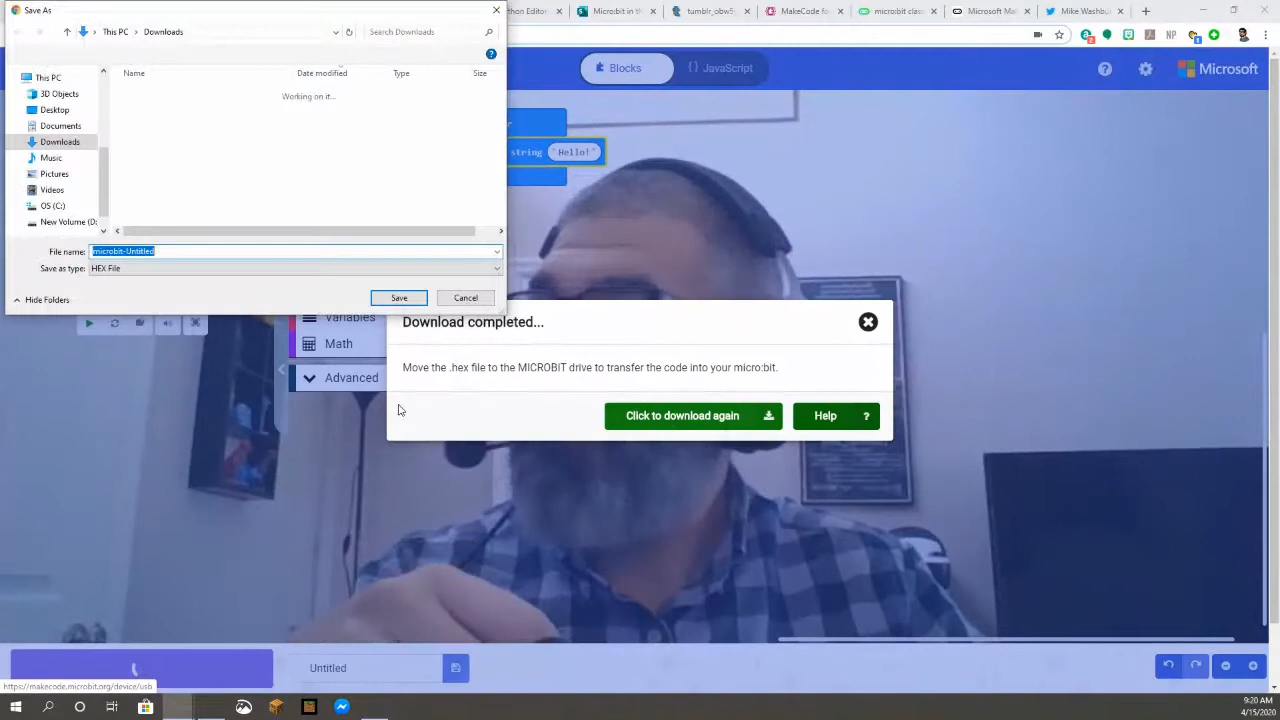 Save As
ython Editor
Microbit in th
tumblr_obw5
MakeCode for
microbit class
Microsoft Ma
Mike Washbu
This PC
Downloads
Search Downloads
NP
Blocks
{ } JavaScript
Microsoft
This PC
3D Objects
Desktop
Documents
Downloads
Music
Pictures
Videos
OS (C:)
New Volume (D:
Name
Date modified
Type
Size
Working on it...
string "Hello!"
File name: microbit-Untitled
Save as type: HEX File
Hide Folders
Save
Cancel
Variables
Math
Advanced
Download completed...
Move the .hex file to the MICROBIT drive to transfer the code into your micro:bit.
Click to download again
Help ?
Untitled
https://makecode.microbit.org/device/usb
9:20 AM
4/15/2020